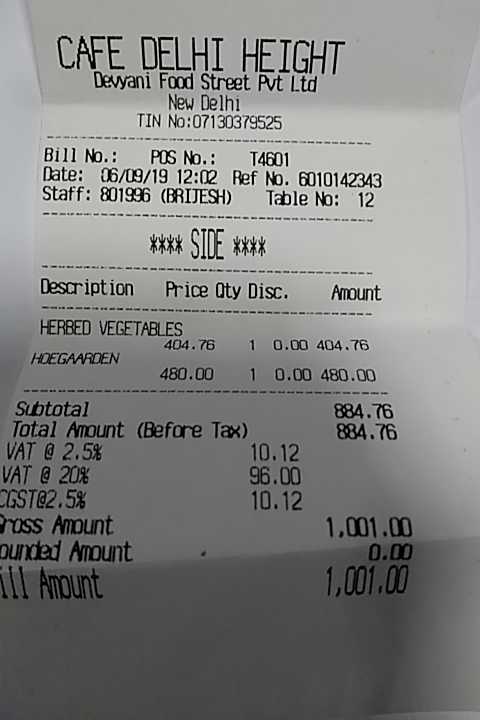 CAFE DELHI HEIGHT
Devyani Food Street Pvt Ltd
New Delhi
TIN No:07130379525
Bill No.: POS No.: T4601
Date: 06/09/19 12:02 Ref No. 6010142343
Staff: 801996 (BRIJESH) Table No: 12
**** SIDE ****
Description Price Qty Disc. Amount
HERBED VEGETABLES
404.76 1 0.00 404.76
HOEGAARDEN
480.00 1 0.00 480.00
Subtotal 884.76
Total Amount (Before Tax) 884.76
VAT @ 2.5% 10.12
VAT @ 20% 96.00
CGST@2.5% 10.12
ross Amount 1,001.00
ounded Amount 0.00
ill Amount 1,001.00